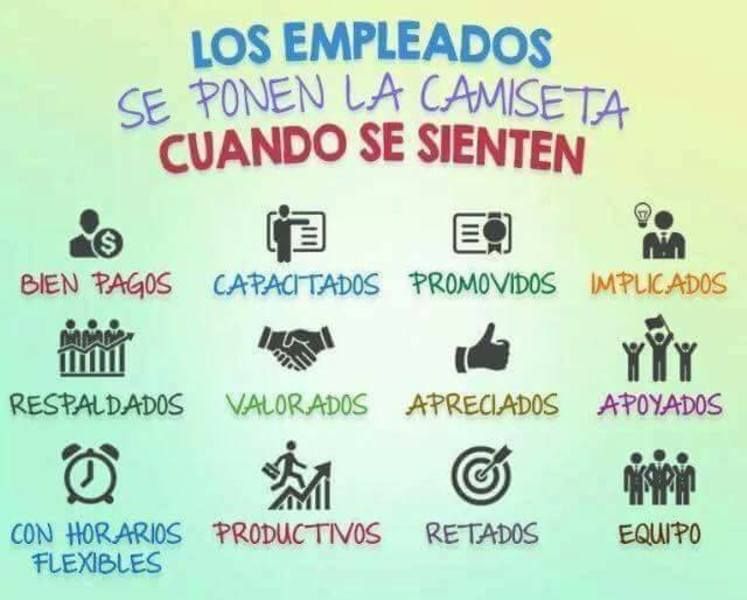 LOS EMPLEADOS
SE PONEN LA CAMISETA
CUANDO SE SIENTEN
$
BIEN PAGOS
CAPACITADOS
PROMOVIDOS
IMPLICADOS
RESPALDADOS
VALORADOS
APRECIADOS
APOYADOS
CON HORARIOS
FLEXIBLES
PRODUCTIVOS
RETADOS
EQUIPO